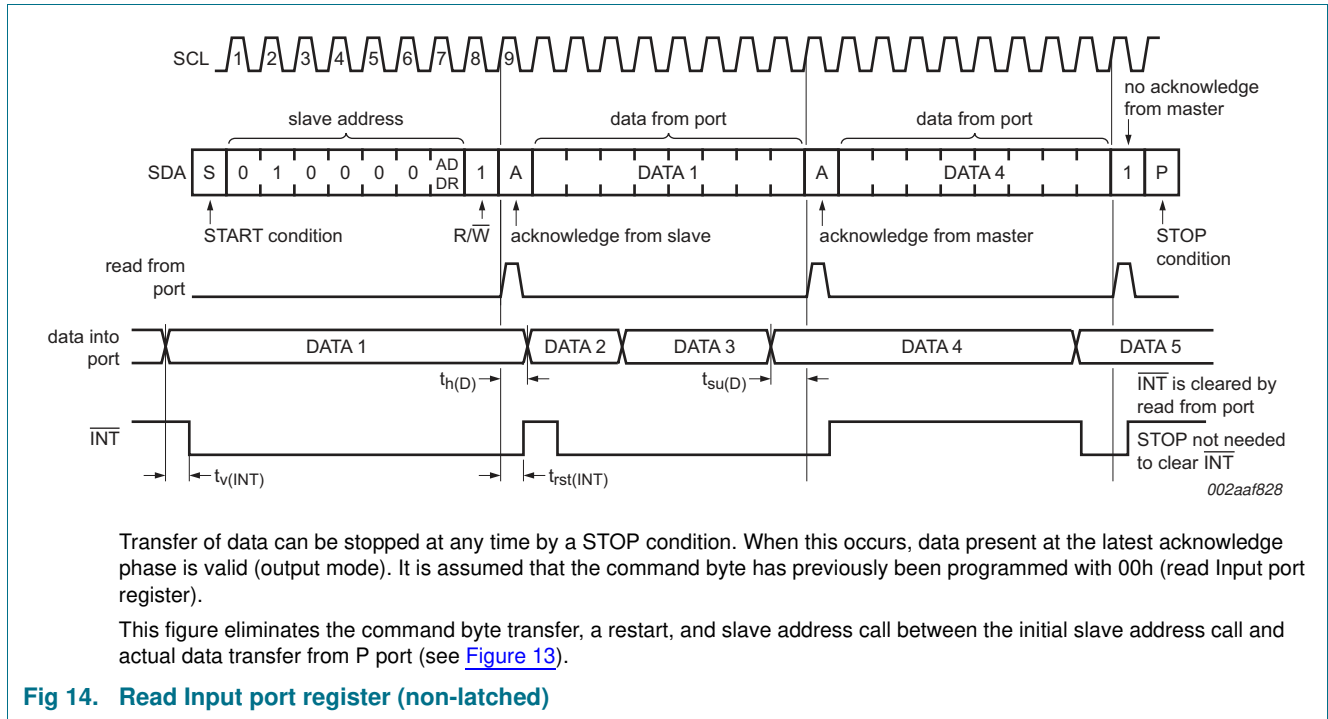 SCL 1 2 3 4 5 6 7 8 9
no acknowledge
from master
slave address data from port data from port
SDA S 0 1 0 0 0 0 AD DR 1 A DATA 1 A DATA 4 1 P
START condition R/W̅ acknowledge from slave acknowledge from master STOP
condition
read from
port
data into
port
DATA 1 DATA 2 DATA 3 DATA 4 DATA 5
th(D) tsu(D)
I̅N̅T̅ is cleared by
read from port
I̅N̅T̅
STOP not needed
to clear I̅N̅T̅
tv(INT) trst(INT)
002aaf828
Transfer of data can be stopped at any time by a STOP condition. When this occurs, data present at the latest acknowledge
phase is valid (output mode). It is assumed that the command byte has previously been programmed with 00h (read Input port
register).
This figure eliminates the command byte transfer, a restart, and slave address call between the initial slave address call and
actual data transfer from P port (see Figure 13).
Fig 14. Read Input port register (non-latched)